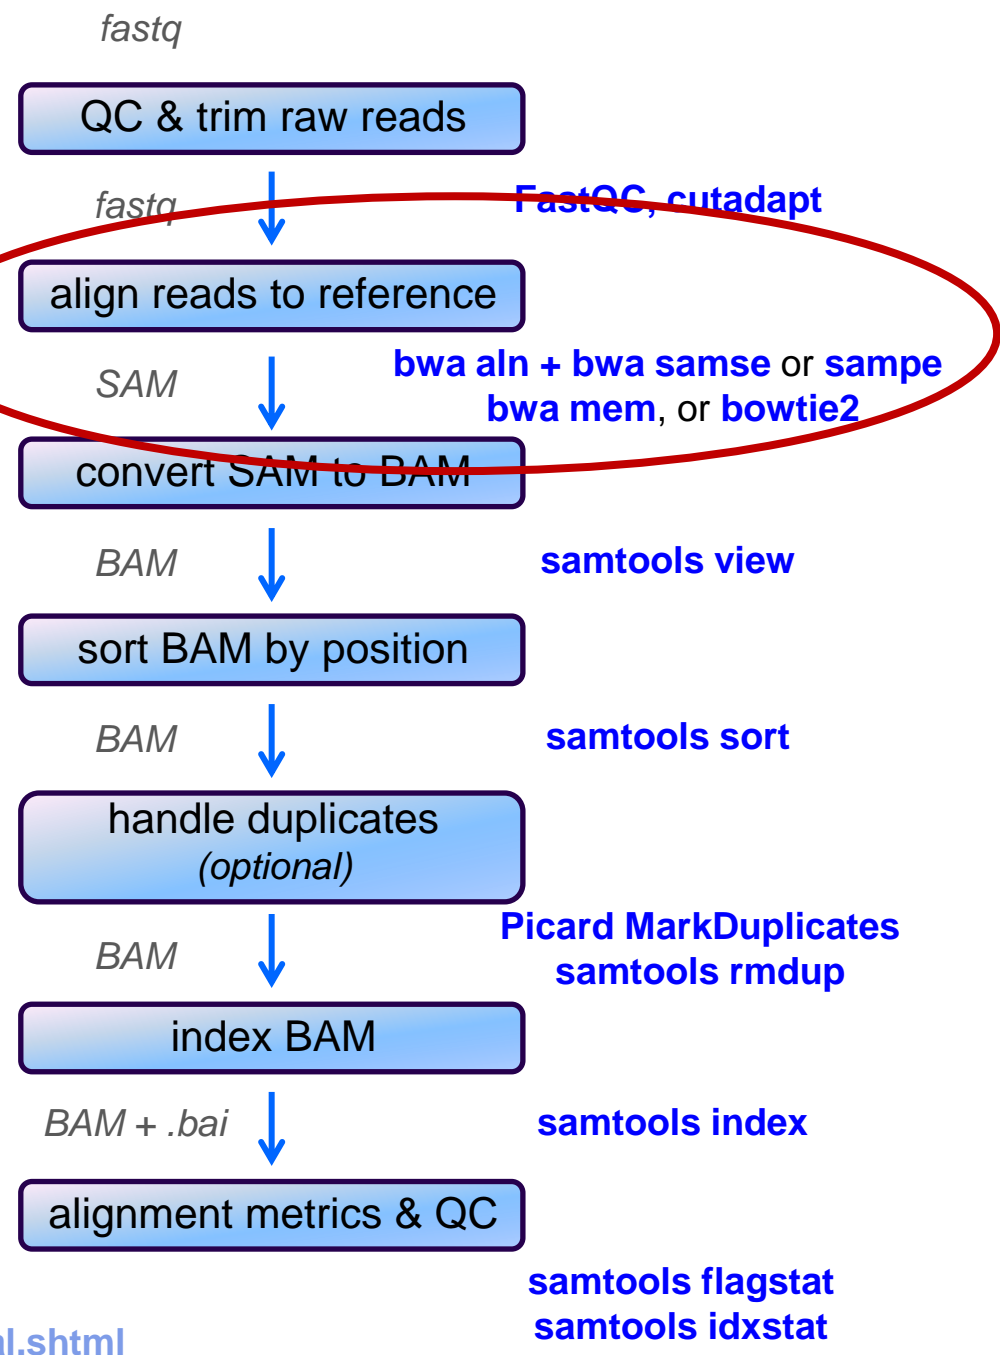 fastq
QC & trim raw reads
fastq
FastQC, cutadapt
align reads to reference
SAM
bwa aln + bwa samse or sampe
bwa mem, or bowtie2
convert SAM to BAM
BAM
samtools view
sort BAM by position
BAM
samtools sort
handle duplicates
(optional)
BAM
Picard MarkDuplicates
samtools rmdup
index BAM
BAM + .bai
samtools index
alignment metrics & QC
samtools flagstat
samtools idxstat
al.shtml